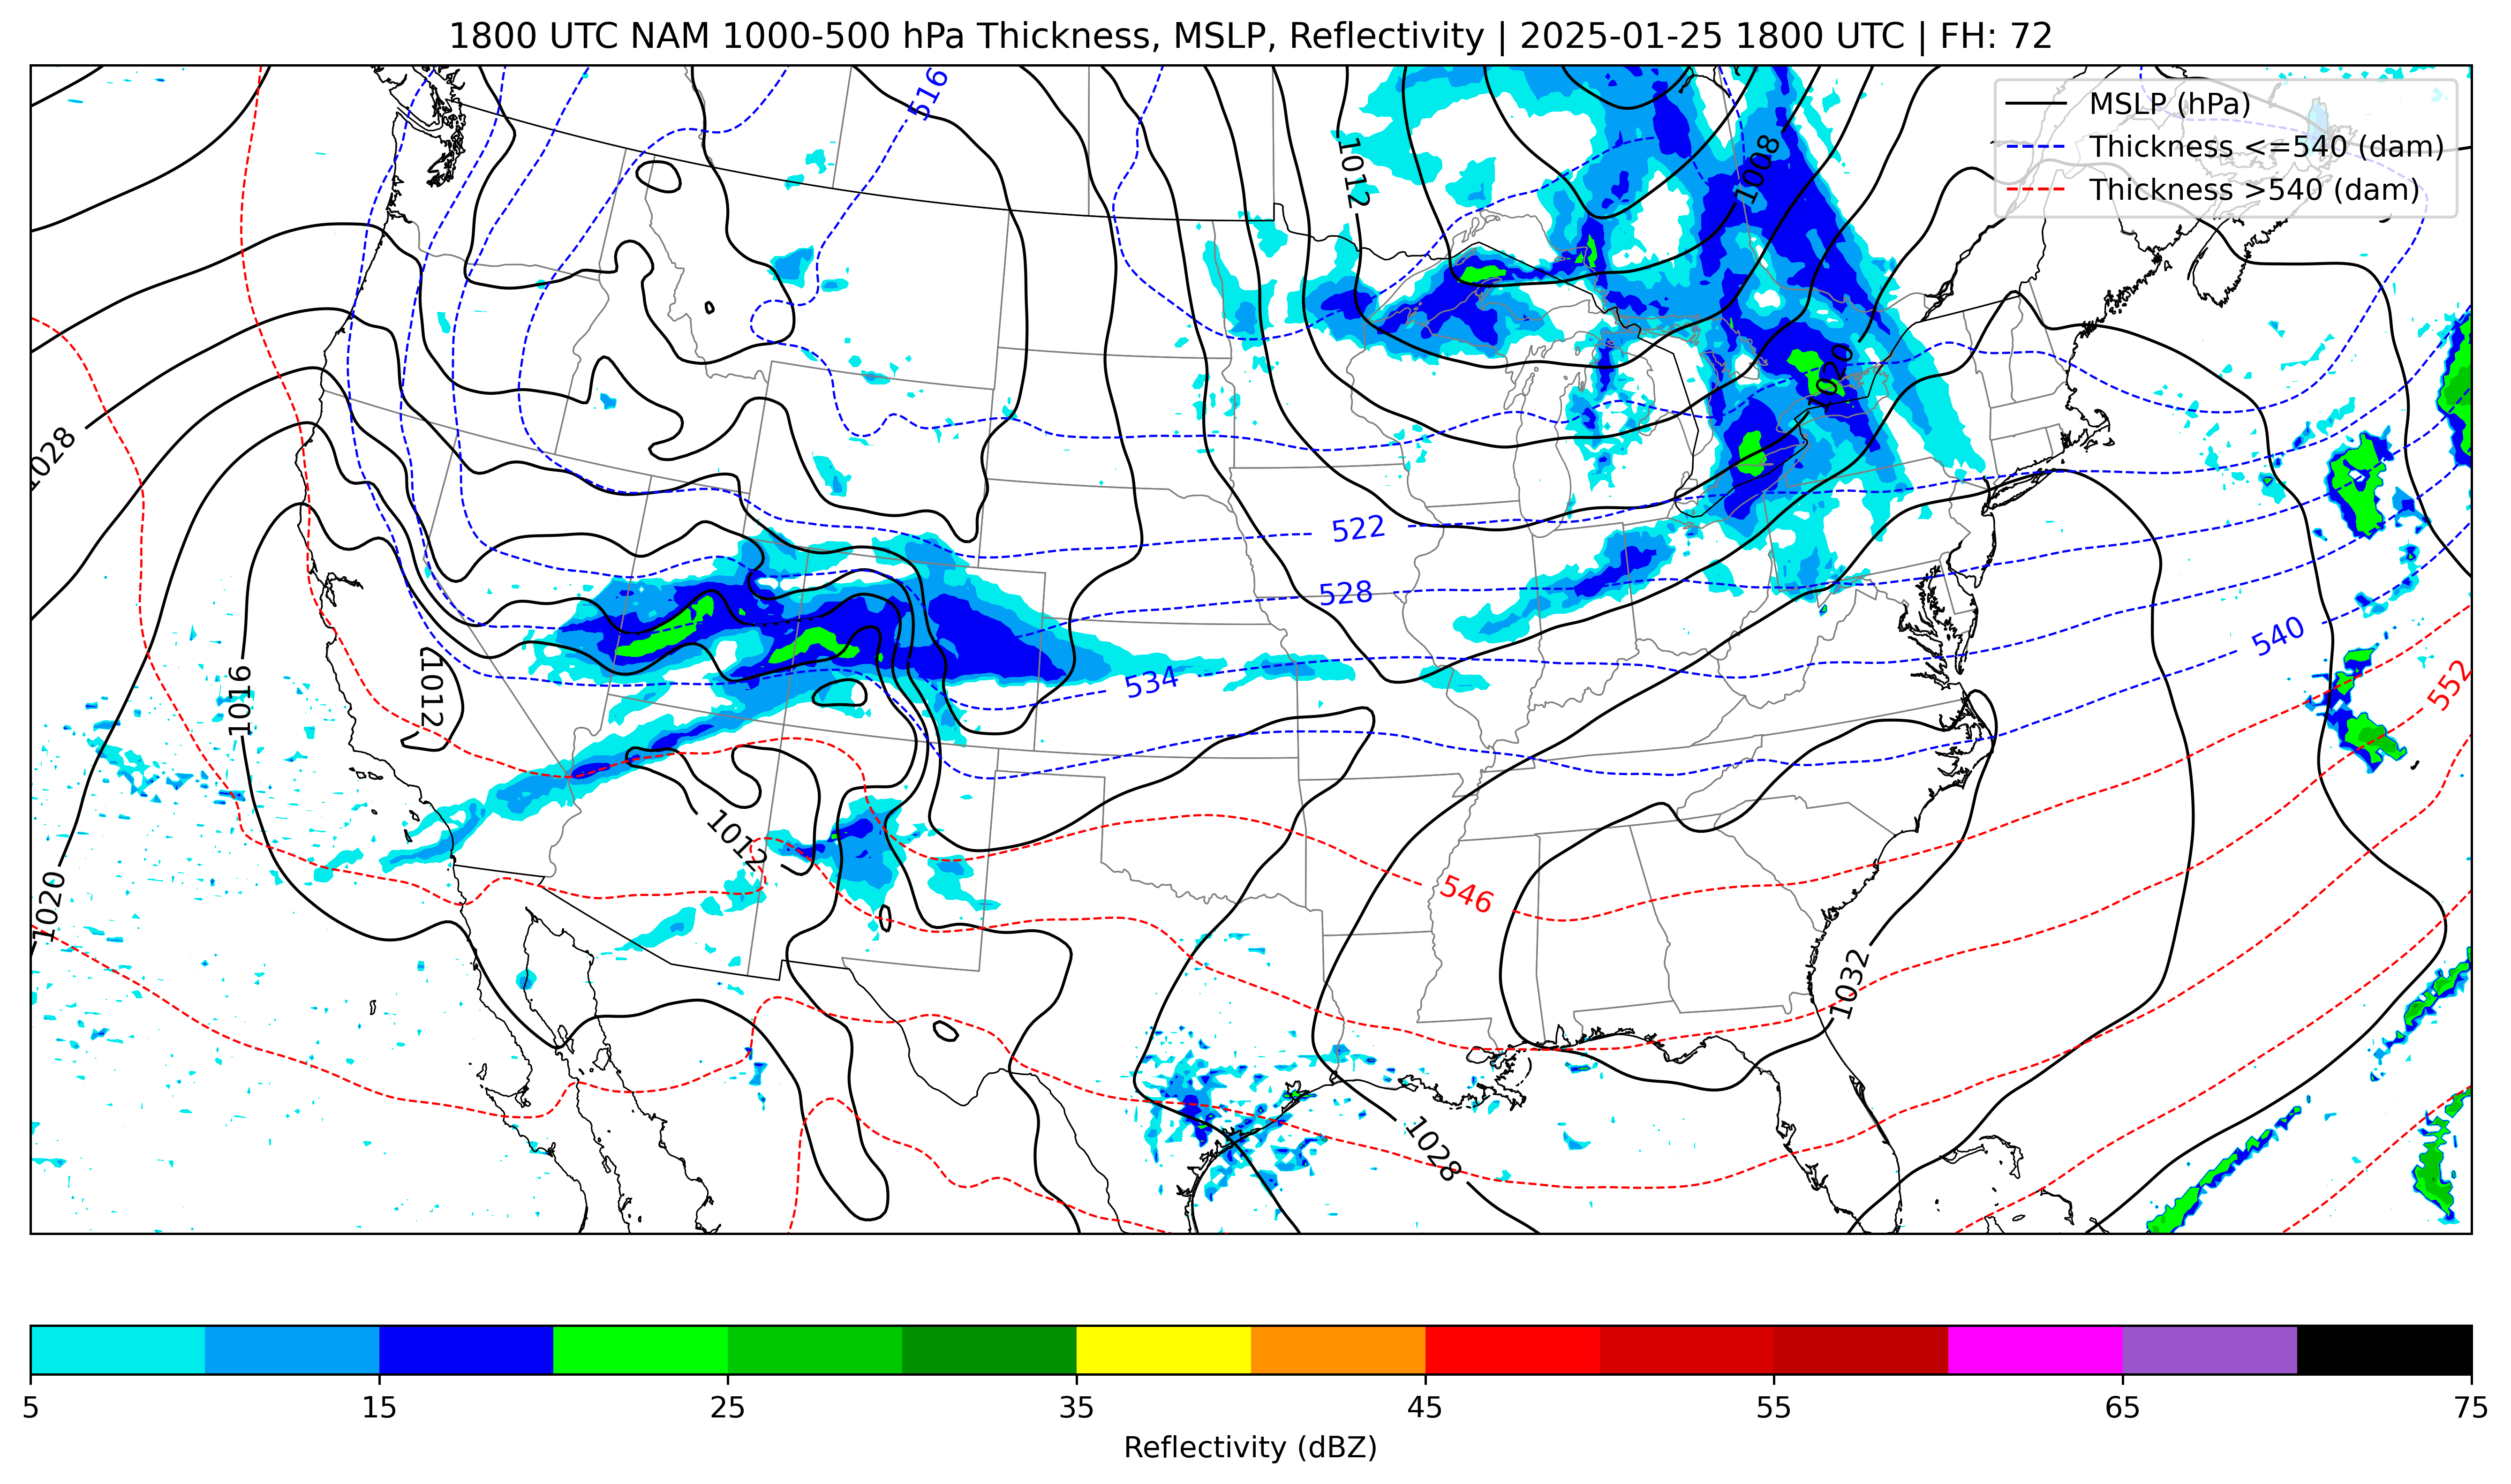 1800 UTC NAM 1000-500 hPa Thickness, MSLP, Reflectivity | 2025-01-25 1800 UTC | FH: 72
MSLP (hPa)
Thickness <=540 (dam)
Thickness >540 (dam)
516
1012
1008
1020
1028
522
528
540
534
552
1016
1012
1012
546
1020
1032
1028
5 15 25 35 45 55 65 75
Reflectivity (dBZ)